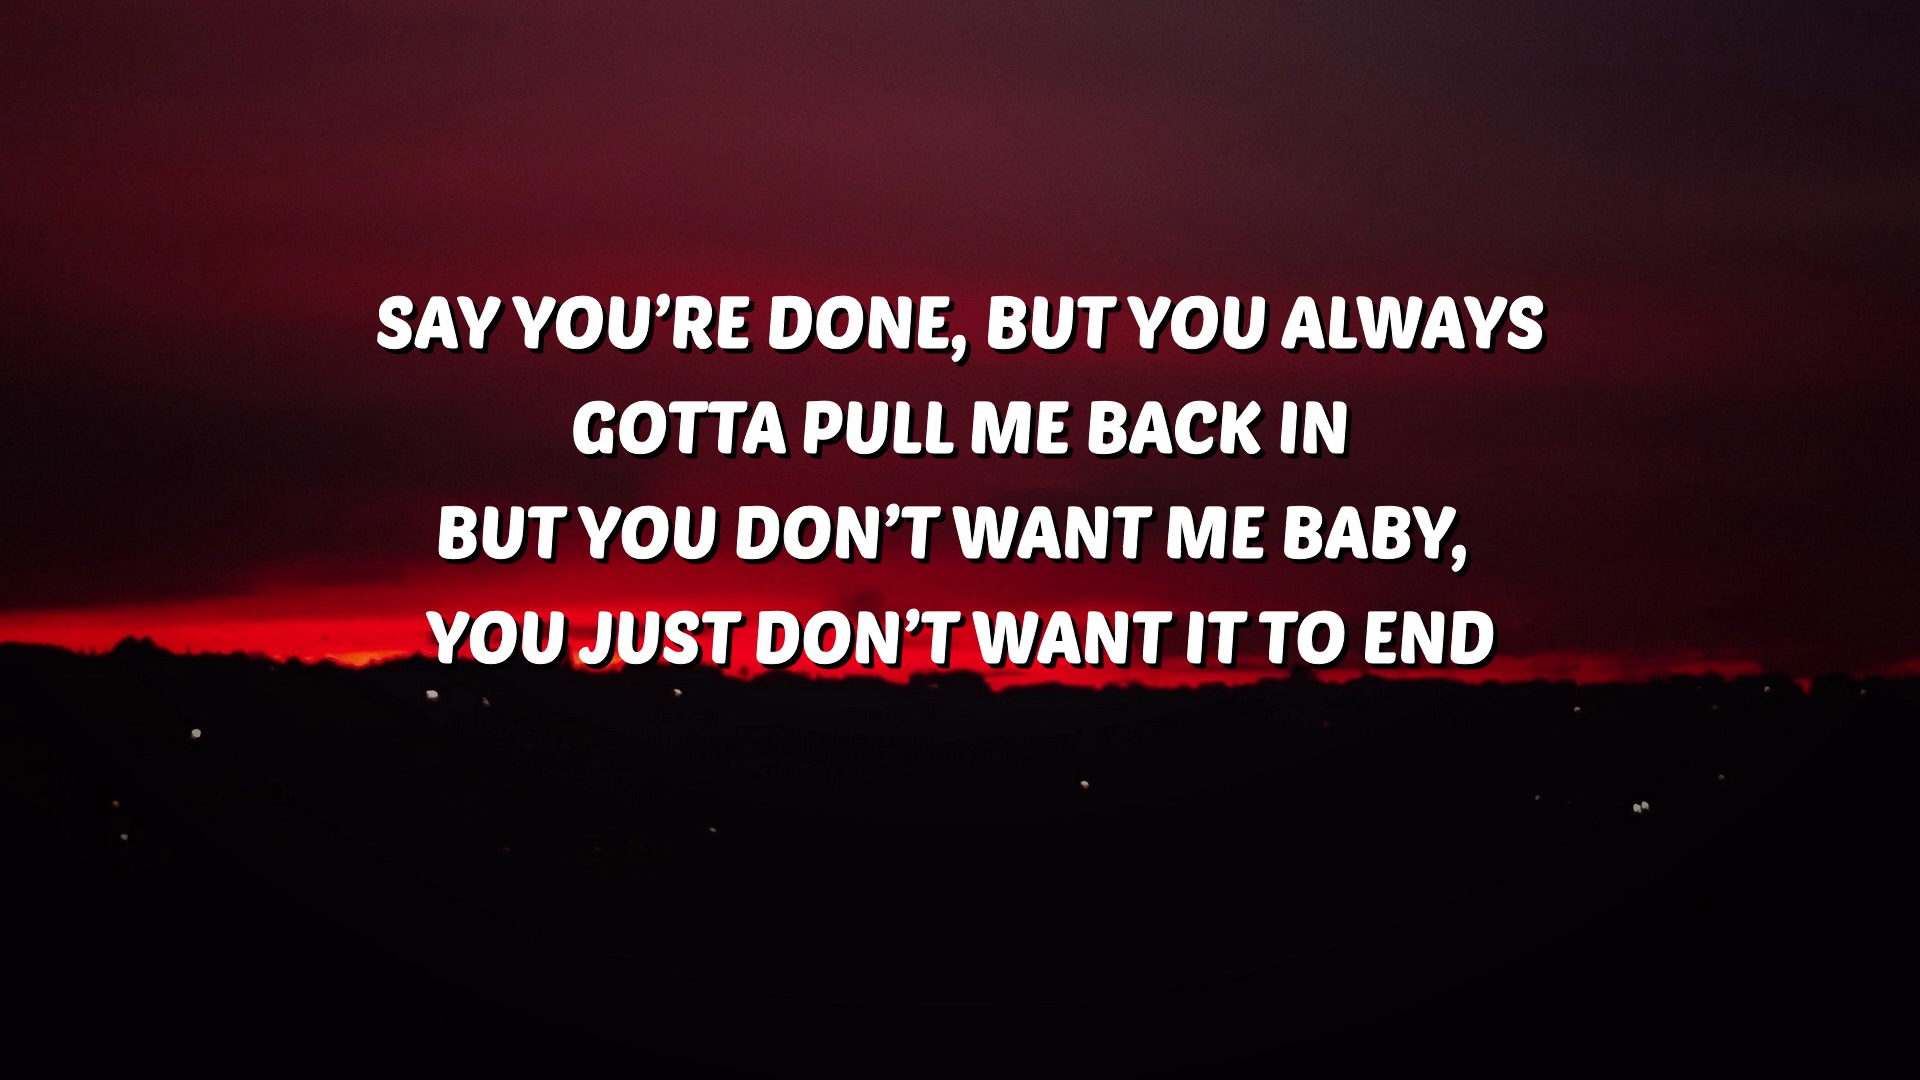 SAY YOU’RE DONE, BUT YOU ALWAYS
GOTTA PULL ME BACK IN
BUT YOU DON’T WANT ME BABY,
YOU JUST DON’T WANT IT TO END